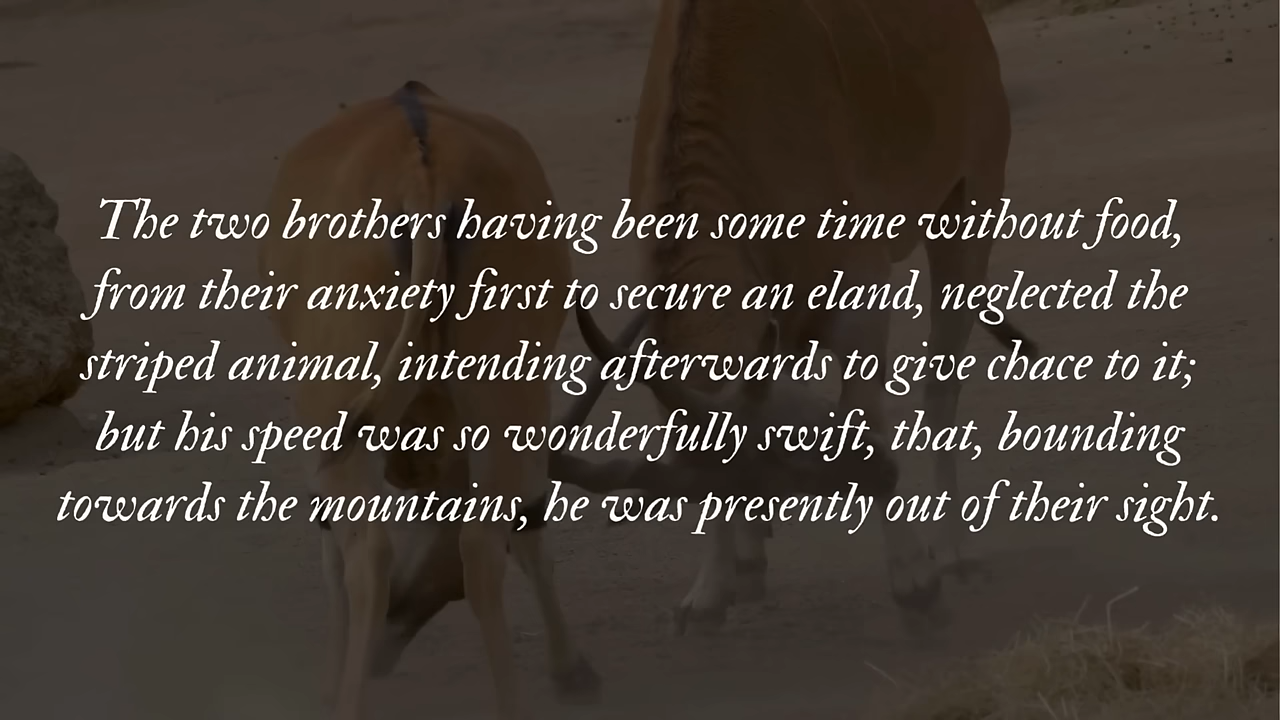 The two brothers having been some time without food,
from their anxiety first to secure an eland, neglected the
striped animal, intending afterwards to give chace to it;
but his speed was so wonderfully swift, that, bounding
towards the mountains, he was presently out of their sight.